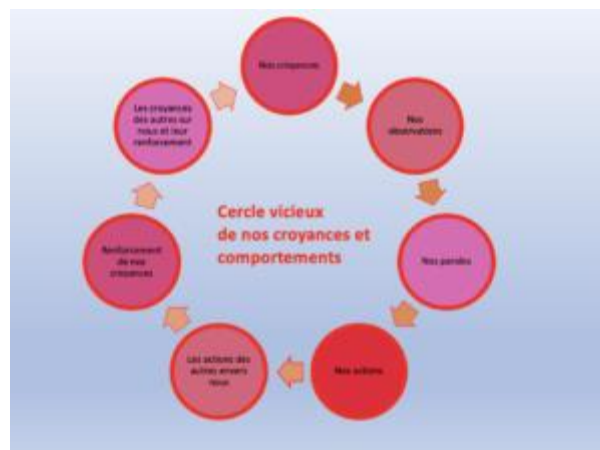 Nos croyances
Nos
observations
Nos paroles
Nos actions
Les actions des
autres envers
nous
Renforcement
de nos
croyances
Les croyances
des autres sur
nous et leur
renforcement
Cercle vicieux
de nos croyances et
comportements